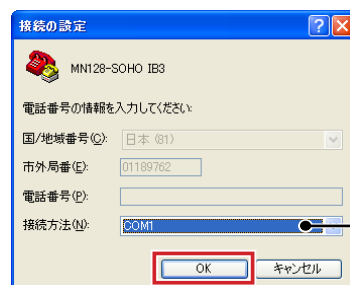 接続の設定
MN128-SOHO IB3
電話番号の情報を入力してください:
国/地域番号(C): 日本 (81)
市外局番(E): 01189762
電話番号(P):
接続方法(N): COM1
OK キャンセル